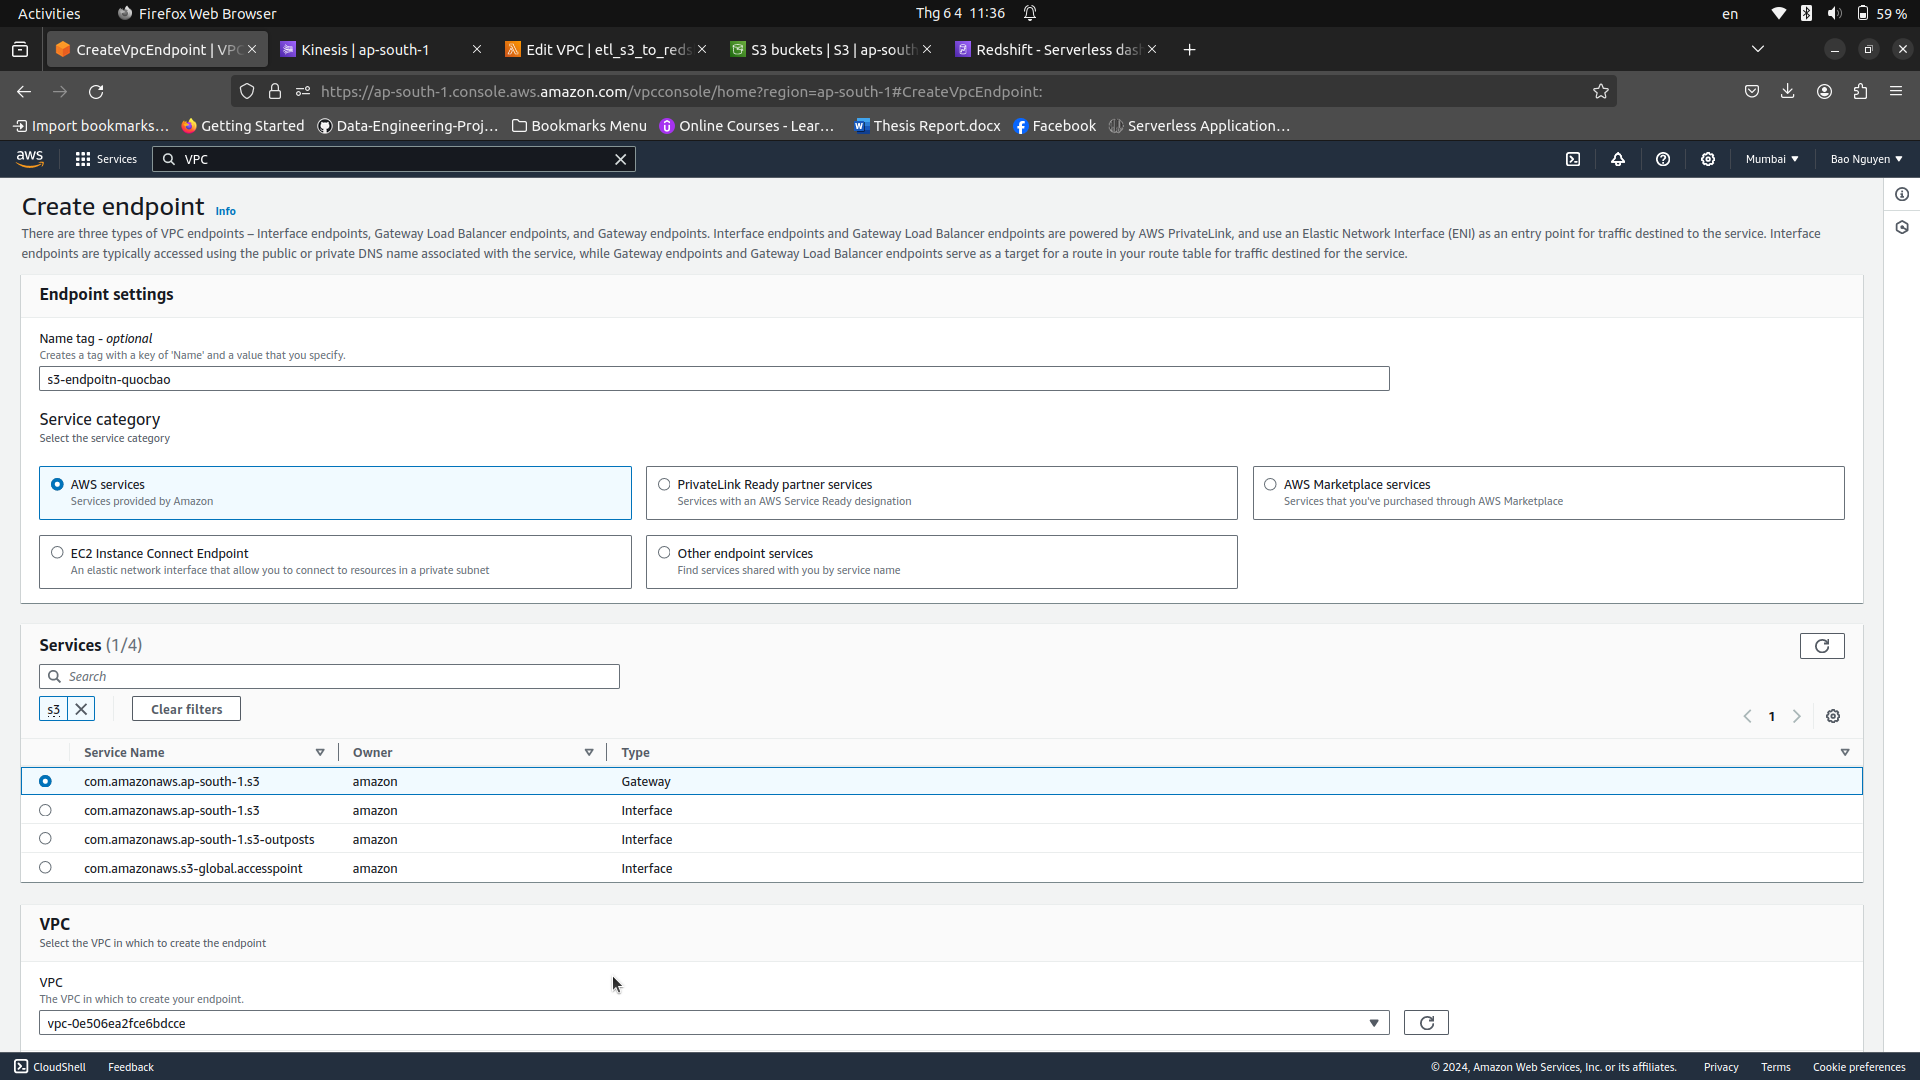 Activities
Firefox Web Browser
Thg 6 4 11:36
en
59 %
CreateVpcEndpoint | VPC
Kinesis | ap-south-1
Edit VPC | etl_s3_to_reds
S3 buckets | S3 | ap-south
Redshift - Serverless das
https://ap-south-1.console.aws.amazon.com/vpcconsole/home?region=ap-south-1#CreateVpcEndpoint:
Import bookmarks...
Getting Started
Data-Engineering-Proj...
Bookmarks Menu
Online Courses - Lear...
Thesis Report.docx
Facebook
Serverless Application...
aws
Services
VPC
Mumbai
Bao Nguyen
Create endpoint Info
There are three types of VPC endpoints – Interface endpoints, Gateway Load Balancer endpoints, and Gateway endpoints. Interface endpoints and Gateway Load Balancer endpoints are powered by AWS PrivateLink, and use an Elastic Network Interface (ENI) as an entry point for traffic destined to the service. Interface
endpoints are typically accessed using the public or private DNS name associated with the service, while Gateway endpoints and Gateway Load Balancer endpoints serve as a target for a route in your route table for traffic destined for the service.
Endpoint settings
Name tag - optional
Creates a tag with a key of 'Name' and a value that you specify.
s3-endpoitn-quocbao
Service category
Select the service category
AWS services
Services provided by Amazon
PrivateLink Ready partner services
Services with an AWS Service Ready designation
AWS Marketplace services
Services that you've purchased through AWS Marketplace
EC2 Instance Connect Endpoint
An elastic network interface that allow you to connect to resources in a private subnet
Other endpoint services
Find services shared with you by service name
Services (1/4)
Search
s3
Clear filters
1
Service Name
Owner
Type
com.amazonaws.ap-south-1.s3 amazon Gateway
com.amazonaws.ap-south-1.s3 amazon Interface
com.amazonaws.ap-south-1.s3-outposts amazon Interface
com.amazonaws.s3-global.accesspoint amazon Interface
VPC
Select the VPC in which to create the endpoint
VPC
The VPC in which to create your endpoint.
vpc-0e506ea2fce6bdcce
CloudShell
Feedback
© 2024, Amazon Web Services, Inc. or its affiliates.
Privacy
Terms
Cookie preferences